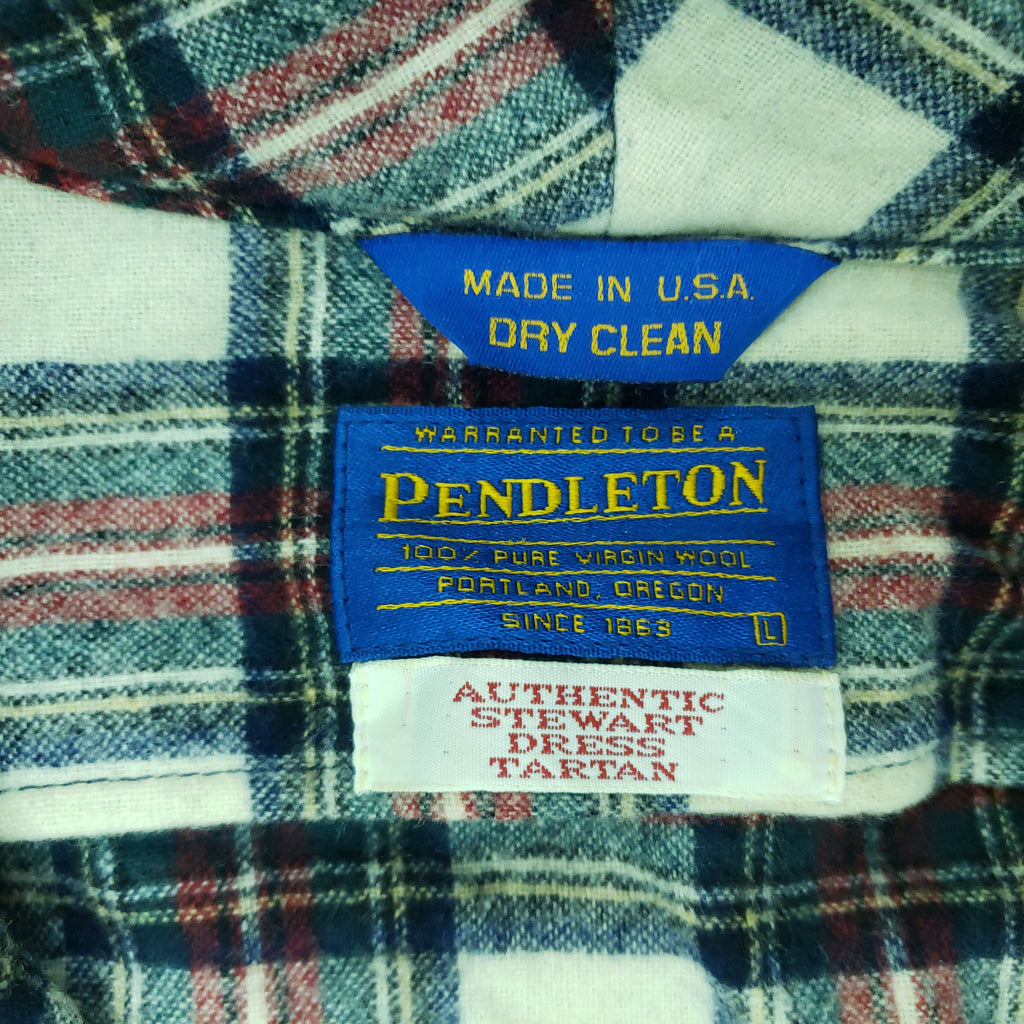 MADE IN U.S.A.
DRY CLEAN
WARRANTED TO BE A
PENDLETON
100% PURE VIRGIN WOOL
PORTLAND, OREGON
SINCE 1863
L
AUTHENTIC
STEWART
DRESS
TARTAN